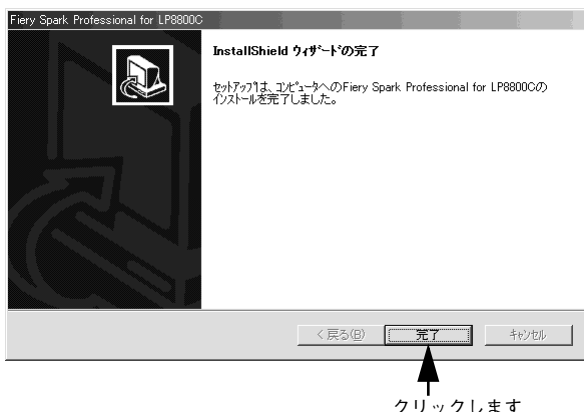 Fiery Spark Professional for LP8800C
InstallShield ウィザードの完了
セットアップは、コンピュータへのFiery Spark Professional for LP8800Cの
インストールを完了しました。
< 戻る(B)
完了
キャンセル
クリックします